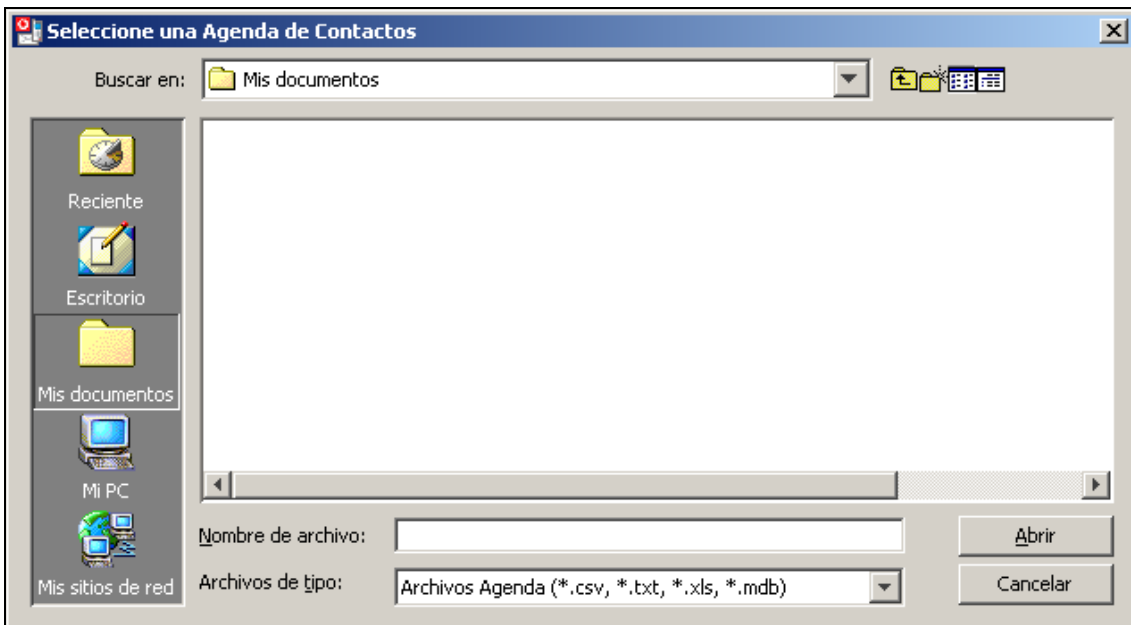 Seleccione una Agenda de Contactos
Buscar en: Mis documentos
Reciente
Escritorio
Mis documentos
Mi PC
Mis sitios de red
Nombre de archivo:
Abrir
Archivos de tipo: Archivos Agenda (*.csv, *.txt, *.xls, *.mdb)
Cancelar